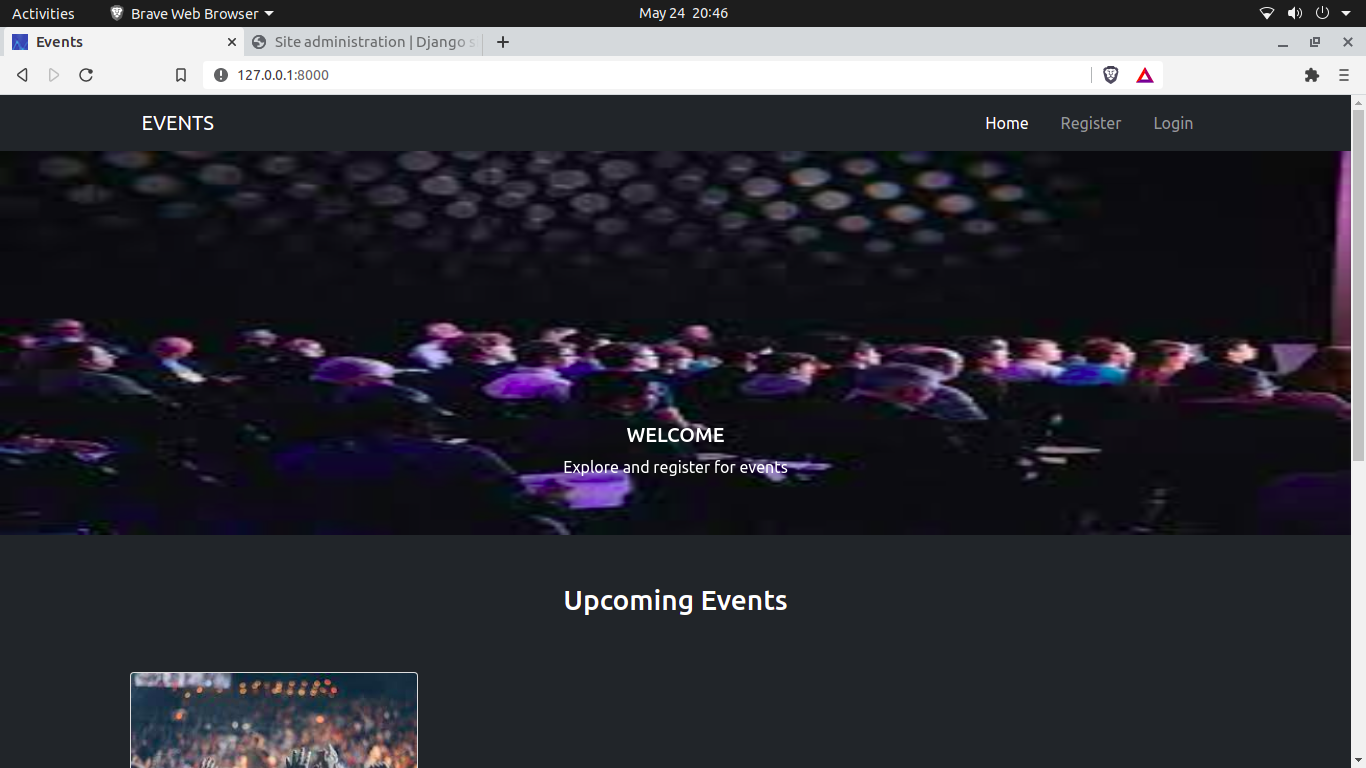 Activities Brave Web Browser May 24 20:46
Events Site administration | Django s
127.0.0.1:8000
EVENTS Home Register Login
WELCOME
Explore and register for events
Upcoming Events